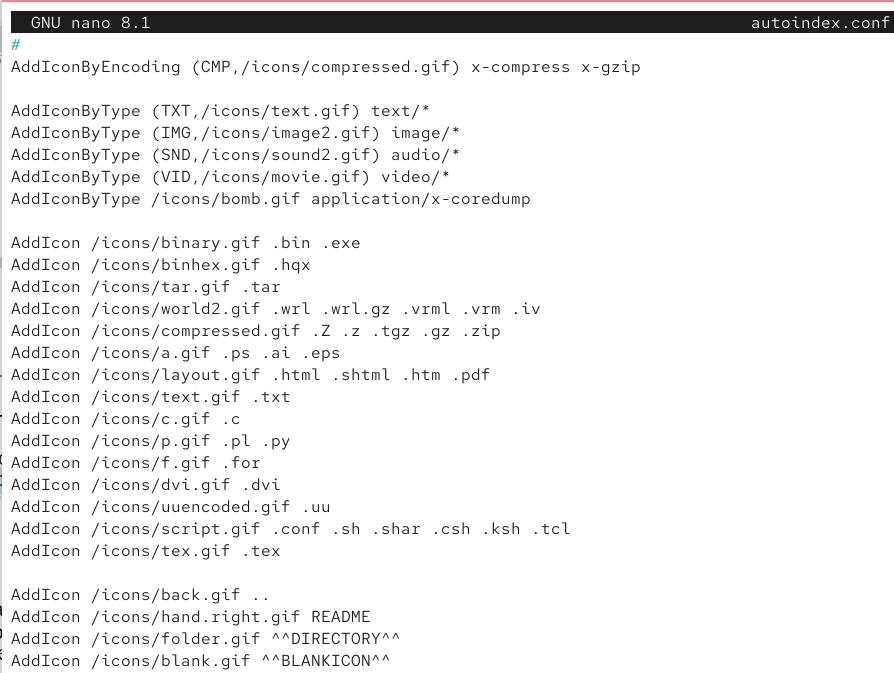 GNU nano 8.1 autoindex.conf
#
AddIconByEncoding (CMP,/icons/compressed.gif) x-compress x-gzip
AddIconByType (TXT,/icons/text.gif) text/*
AddIconByType (IMG,/icons/image2.gif) image/*
AddIconByType (SND,/icons/sound2.gif) audio/*
AddIconByType (VID,/icons/movie.gif) video/*
AddIconByType /icons/bomb.gif application/x-coredump
AddIcon /icons/binary.gif .bin .exe
AddIcon /icons/binhex.gif .hqx
AddIcon /icons/tar.gif .tar
AddIcon /icons/world2.gif .wrl .wrl.gz .vrml .vrm .iv
AddIcon /icons/compressed.gif .Z .z .tgz .gz .zip
AddIcon /icons/a.gif .ps .ai .eps
AddIcon /icons/layout.gif .html .shtml .htm .pdf
AddIcon /icons/text.gif .txt
AddIcon /icons/c.gif .c
AddIcon /icons/p.gif .pl .py
AddIcon /icons/f.gif .for
AddIcon /icons/dvi.gif .dvi
AddIcon /icons/uuencoded.gif .uu
AddIcon /icons/script.gif .conf .sh .shar .csh .ksh .tcl
AddIcon /icons/tex.gif .tex
AddIcon /icons/back.gif ..
AddIcon /icons/hand.right.gif README
AddIcon /icons/folder.gif ^^DIRECTORY^^
AddIcon /icons/blank.gif ^^BLANKICON^^